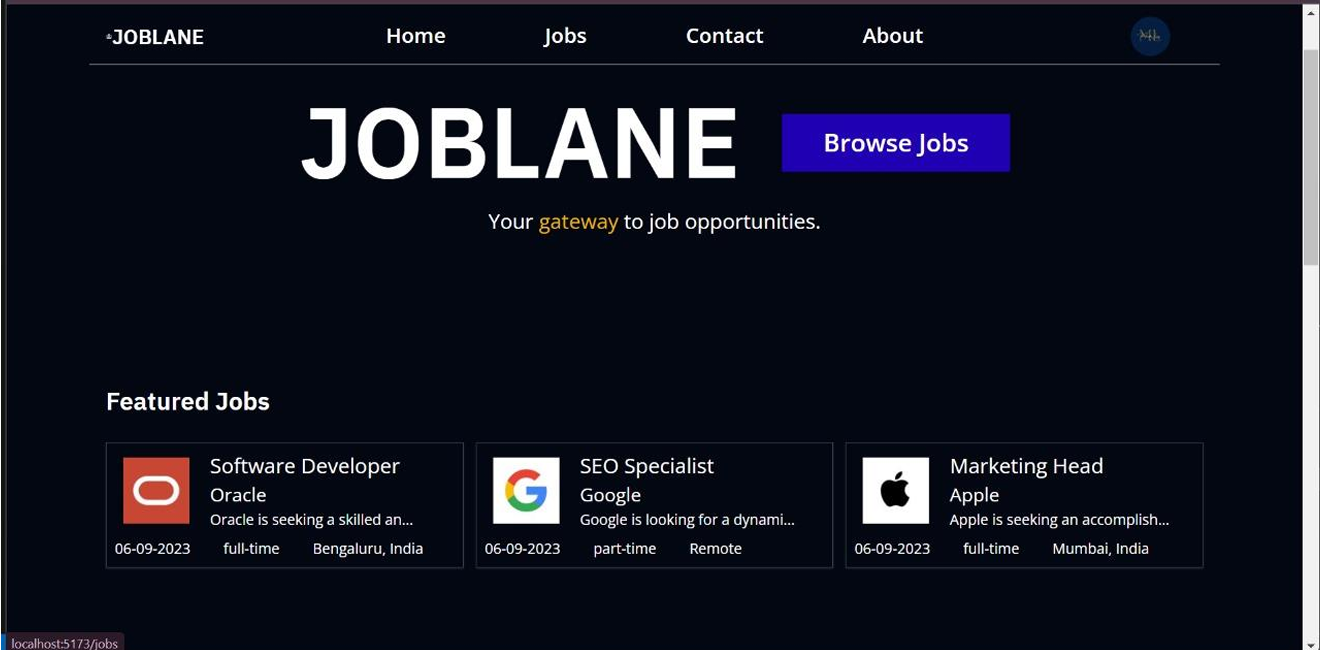 JOBLANE Home Jobs Contact About
JOBLANE Browse Jobs
Your gateway to job opportunities.
Featured Jobs
Software Developer
Oracle
Oracle is seeking a skilled an...
06-09-2023 full-time Bengaluru, India
SEO Specialist
Google
Google is looking for a dynami...
06-09-2023 part-time Remote
Marketing Head
Apple
Apple is seeking an accomplish...
06-09-2023 full-time Mumbai, India
localhost:5173/jobs